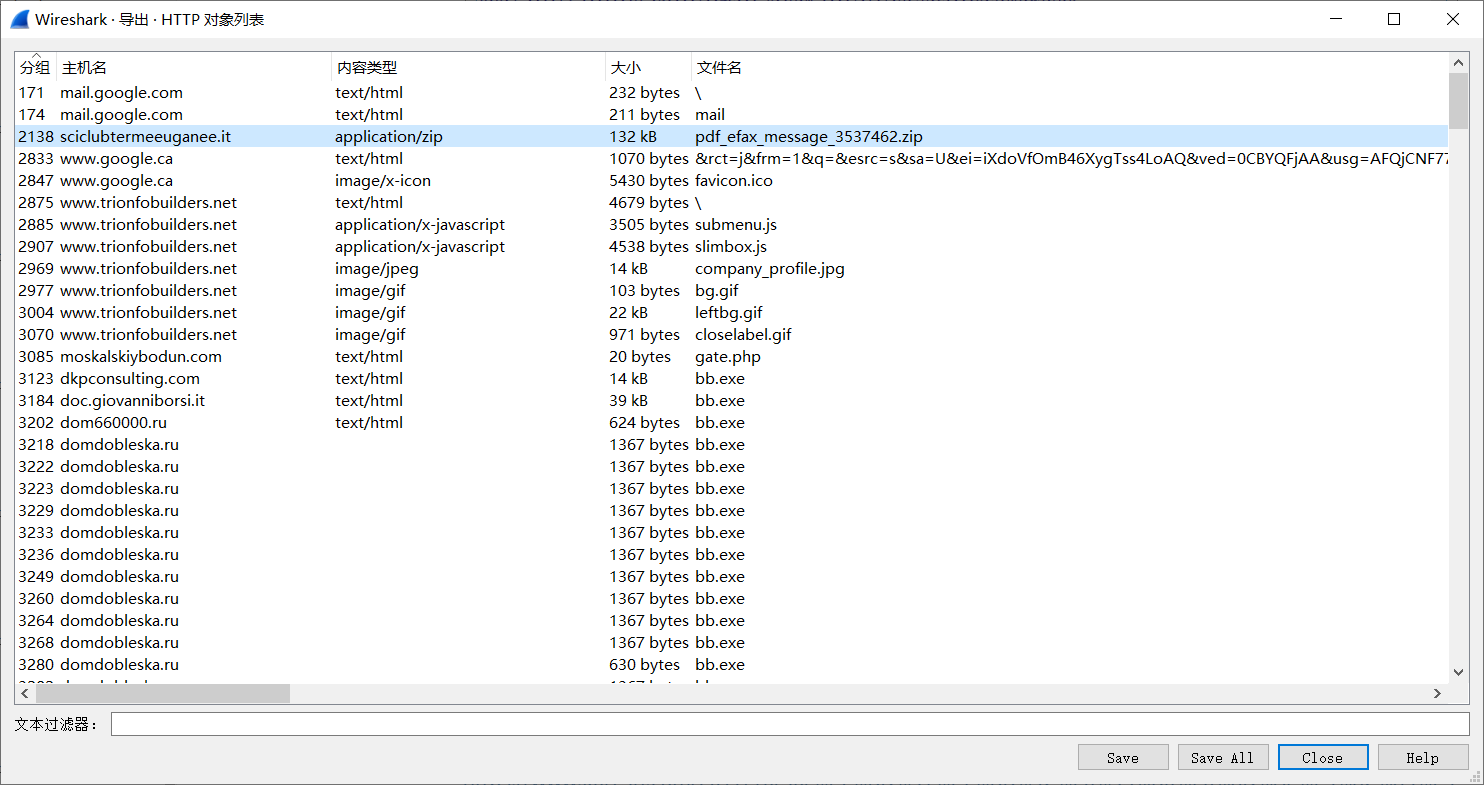 Wireshark · 导出 · HTTP 对象列表
分组 主机名 内容类型 大小 文件名
171 mail.google.com text/html 232 bytes \
174 mail.google.com text/html 211 bytes mail
2138 sciclubtermeeuganee.it application/zip 132 kB pdf_efax_message_3537462.zip
2833 www.google.ca text/html 1070 bytes &rct=j&frm=1&q=&esrc=s&sa=U&ei=iXdoVfOmB46XygTss4LoAQ&ved=0CBYQFjAA&usg=AFQjCNF77
2847 www.google.ca image/x-icon 5430 bytes favicon.ico
2875 www.trionfobuilders.net text/html 4679 bytes \
2885 www.trionfobuilders.net application/x-javascript 3505 bytes submenu.js
2907 www.trionfobuilders.net application/x-javascript 4538 bytes slimbox.js
2969 www.trionfobuilders.net image/jpeg 14 kB company_profile.jpg
2977 www.trionfobuilders.net image/gif 103 bytes bg.gif
3004 www.trionfobuilders.net image/gif 22 kB leftbg.gif
3070 www.trionfobuilders.net image/gif 971 bytes closelabel.gif
3085 moskalskiybodun.com text/html 20 bytes gate.php
3123 dkpconsulting.com text/html 14 kB bb.exe
3184 doc.giovanniborsi.it text/html 39 kB bb.exe
3202 dom660000.ru text/html 624 bytes bb.exe
3218 domdobleska.ru 1367 bytes bb.exe
3222 domdobleska.ru 1367 bytes bb.exe
3223 domdobleska.ru 1367 bytes bb.exe
3229 domdobleska.ru 1367 bytes bb.exe
3233 domdobleska.ru 1367 bytes bb.exe
3236 domdobleska.ru 1367 bytes bb.exe
3249 domdobleska.ru 1367 bytes bb.exe
3260 domdobleska.ru 1367 bytes bb.exe
3264 domdobleska.ru 1367 bytes bb.exe
3268 domdobleska.ru 1367 bytes bb.exe
3280 domdobleska.ru 630 bytes bb.exe
文本过滤器：
Save Save All Close Help